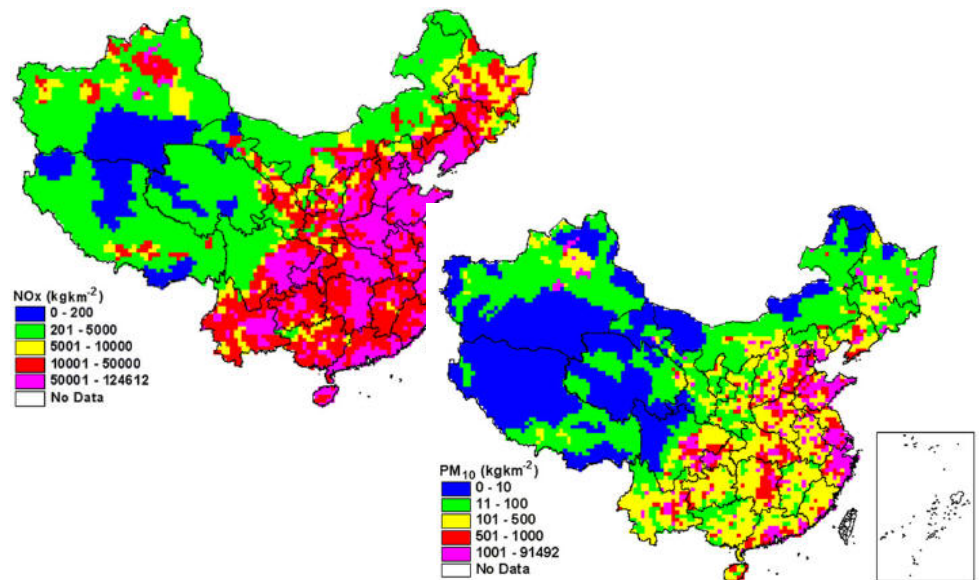 NOx (kgkm-2)
0 - 200
201 - 5000
5001 - 10000
10001 - 50000
50001 - 124612
No Data
PM10 (kgkm-2)
0 - 10
11 - 100
101 - 500
501 - 1000
1001 - 91492
No Data